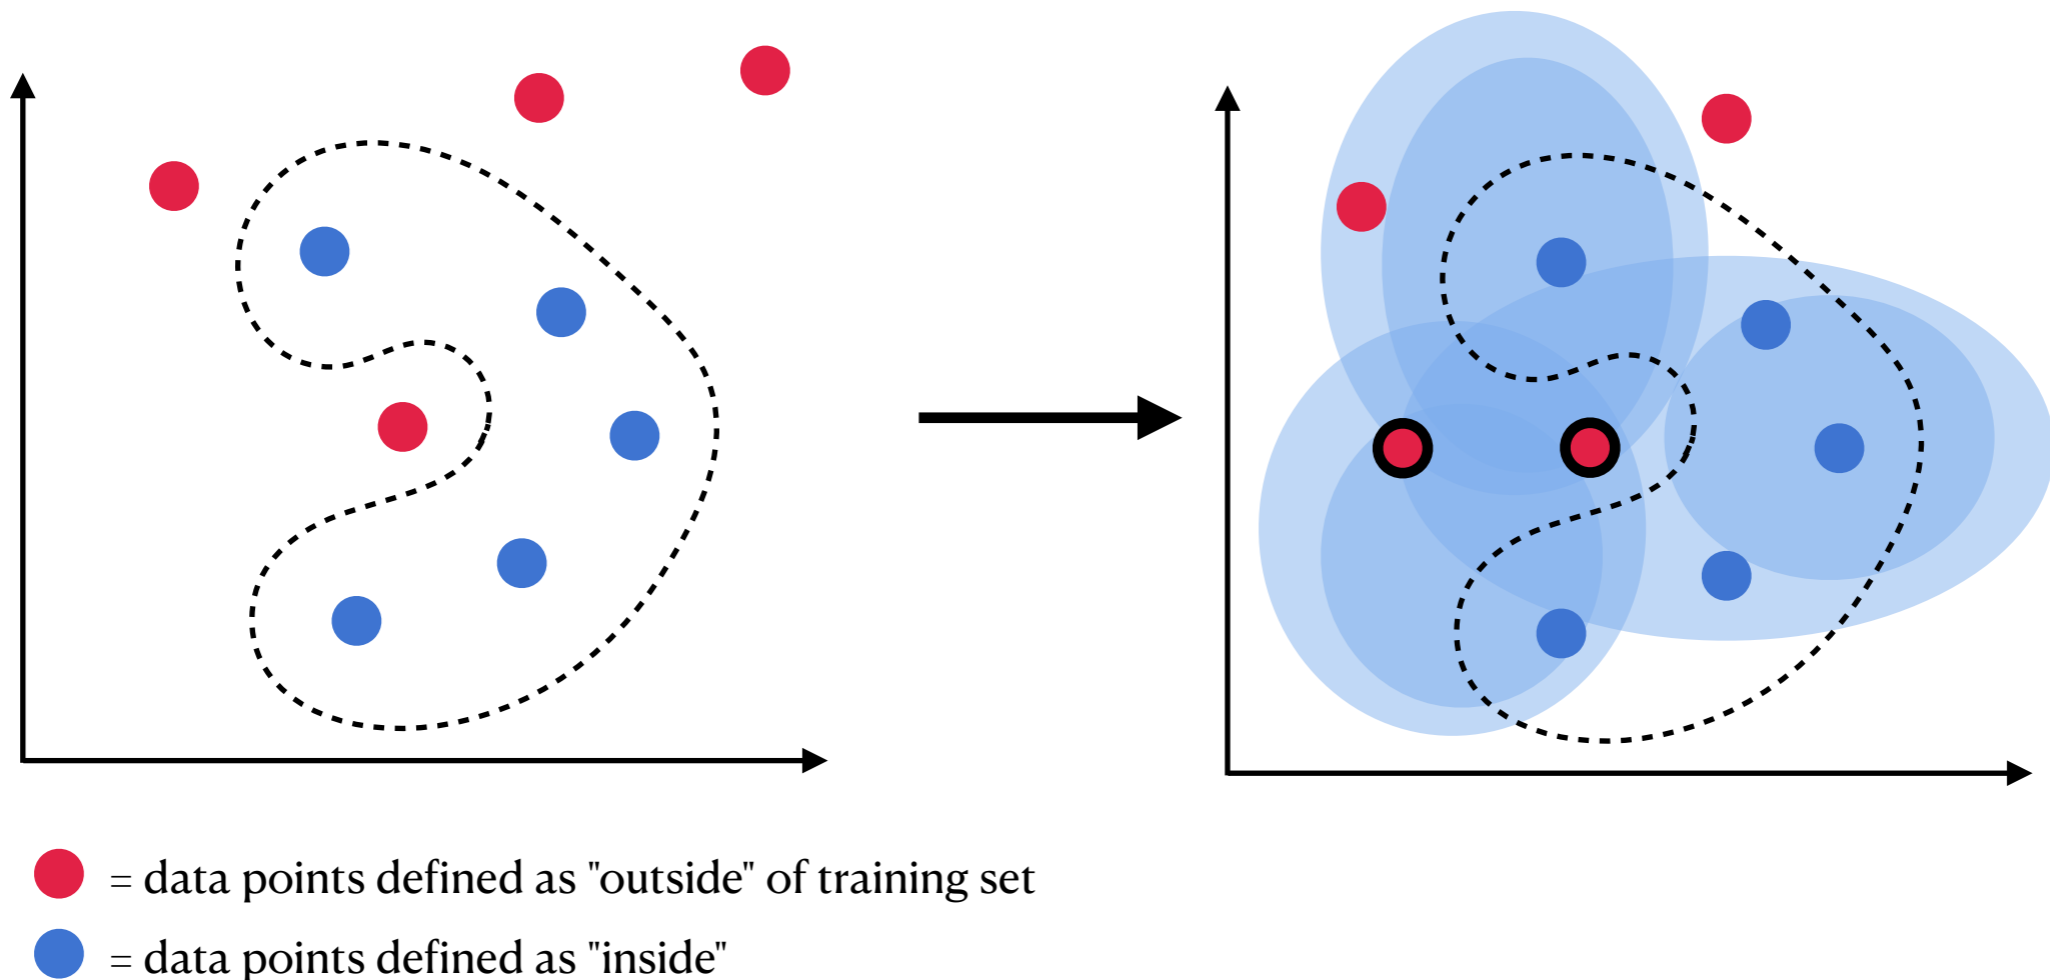 = data points defined as "outside" of training set
= data points defined as "inside"